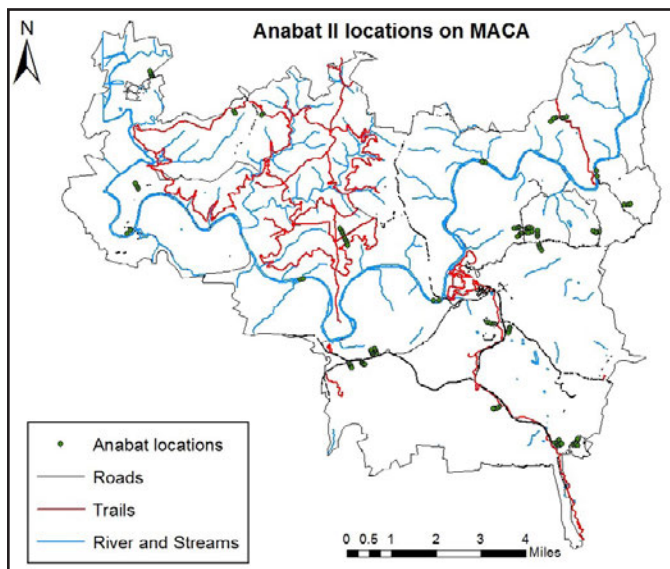 Anabat II locations on MACA
N
Anabat locations
Roads
Trails
River and Streams
0 0.5 1 2 3 4
Miles